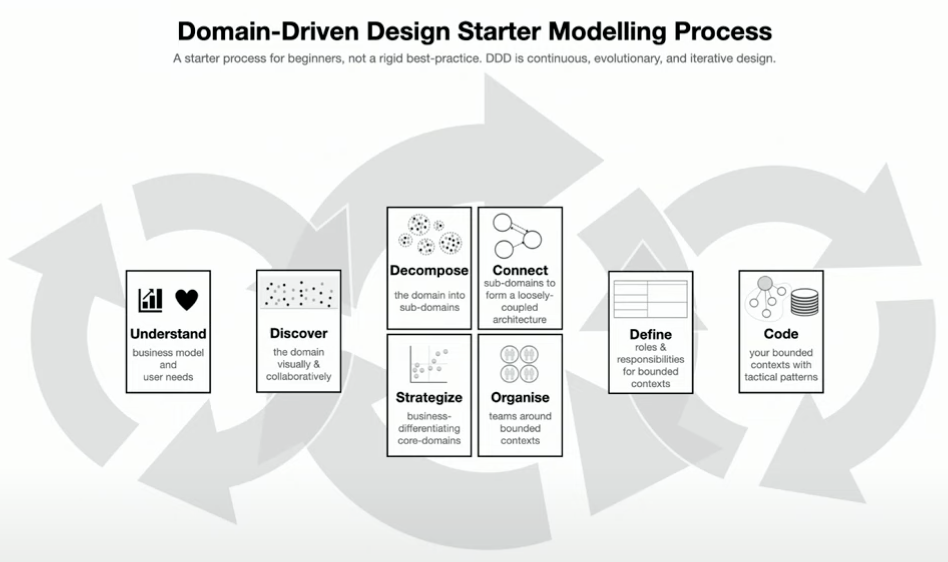 Domain-Driven Design Starter Modelling Process
A starter process for beginners, not a rigid best-practice. DDD is continuous, evolutionary, and iterative design.
Understand
business model
and
user needs
Discover
the domain
visually &
collaboratively
Decompose
the domain into
sub-domains
Connect
sub-domains to
form a loosely-
coupled
architecture
Strategize
business-
differentiating
core-domains
Organise
teams around
bounded
contexts
Define
roles &
responsibilities
for bounded
contexts
Code
your bounded
contexts with
tactical patterns